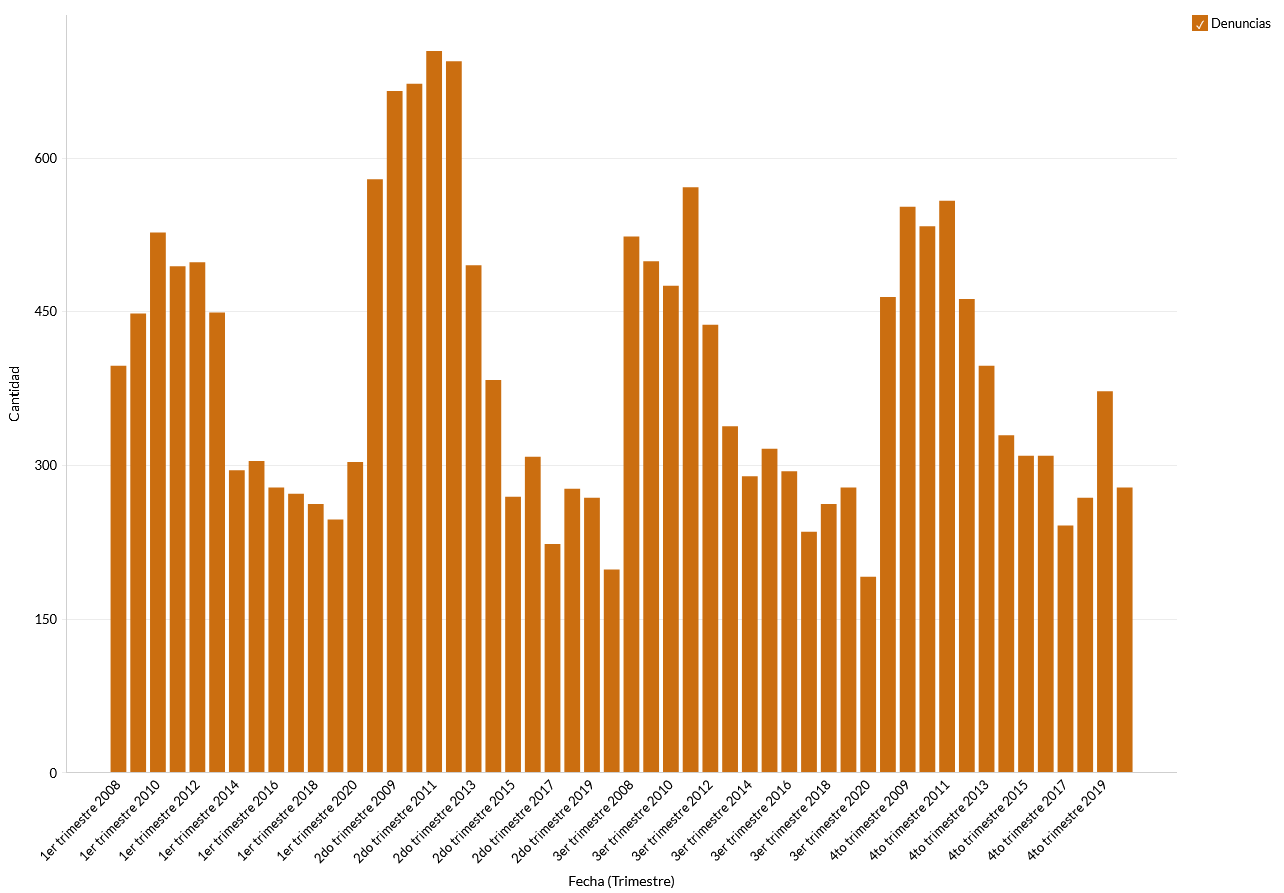 Denuncias
600
450
300
150
0
Cantidad
1er trimestre 2008
1er trimestre 2010
1er trimestre 2012
1er trimestre 2014
1er trimestre 2016
1er trimestre 2018
1er trimestre 2020
2do trimestre 2009
2do trimestre 2011
2do trimestre 2013
2do trimestre 2015
2do trimestre 2017
2do trimestre 2019
3er trimestre 2008
3er trimestre 2010
3er trimestre 2012
3er trimestre 2014
3er trimestre 2016
3er trimestre 2018
3er trimestre 2020
4to trimestre 2009
4to trimestre 2011
4to trimestre 2013
4to trimestre 2015
4to trimestre 2017
4to trimestre 2019
Fecha (Trimestre)